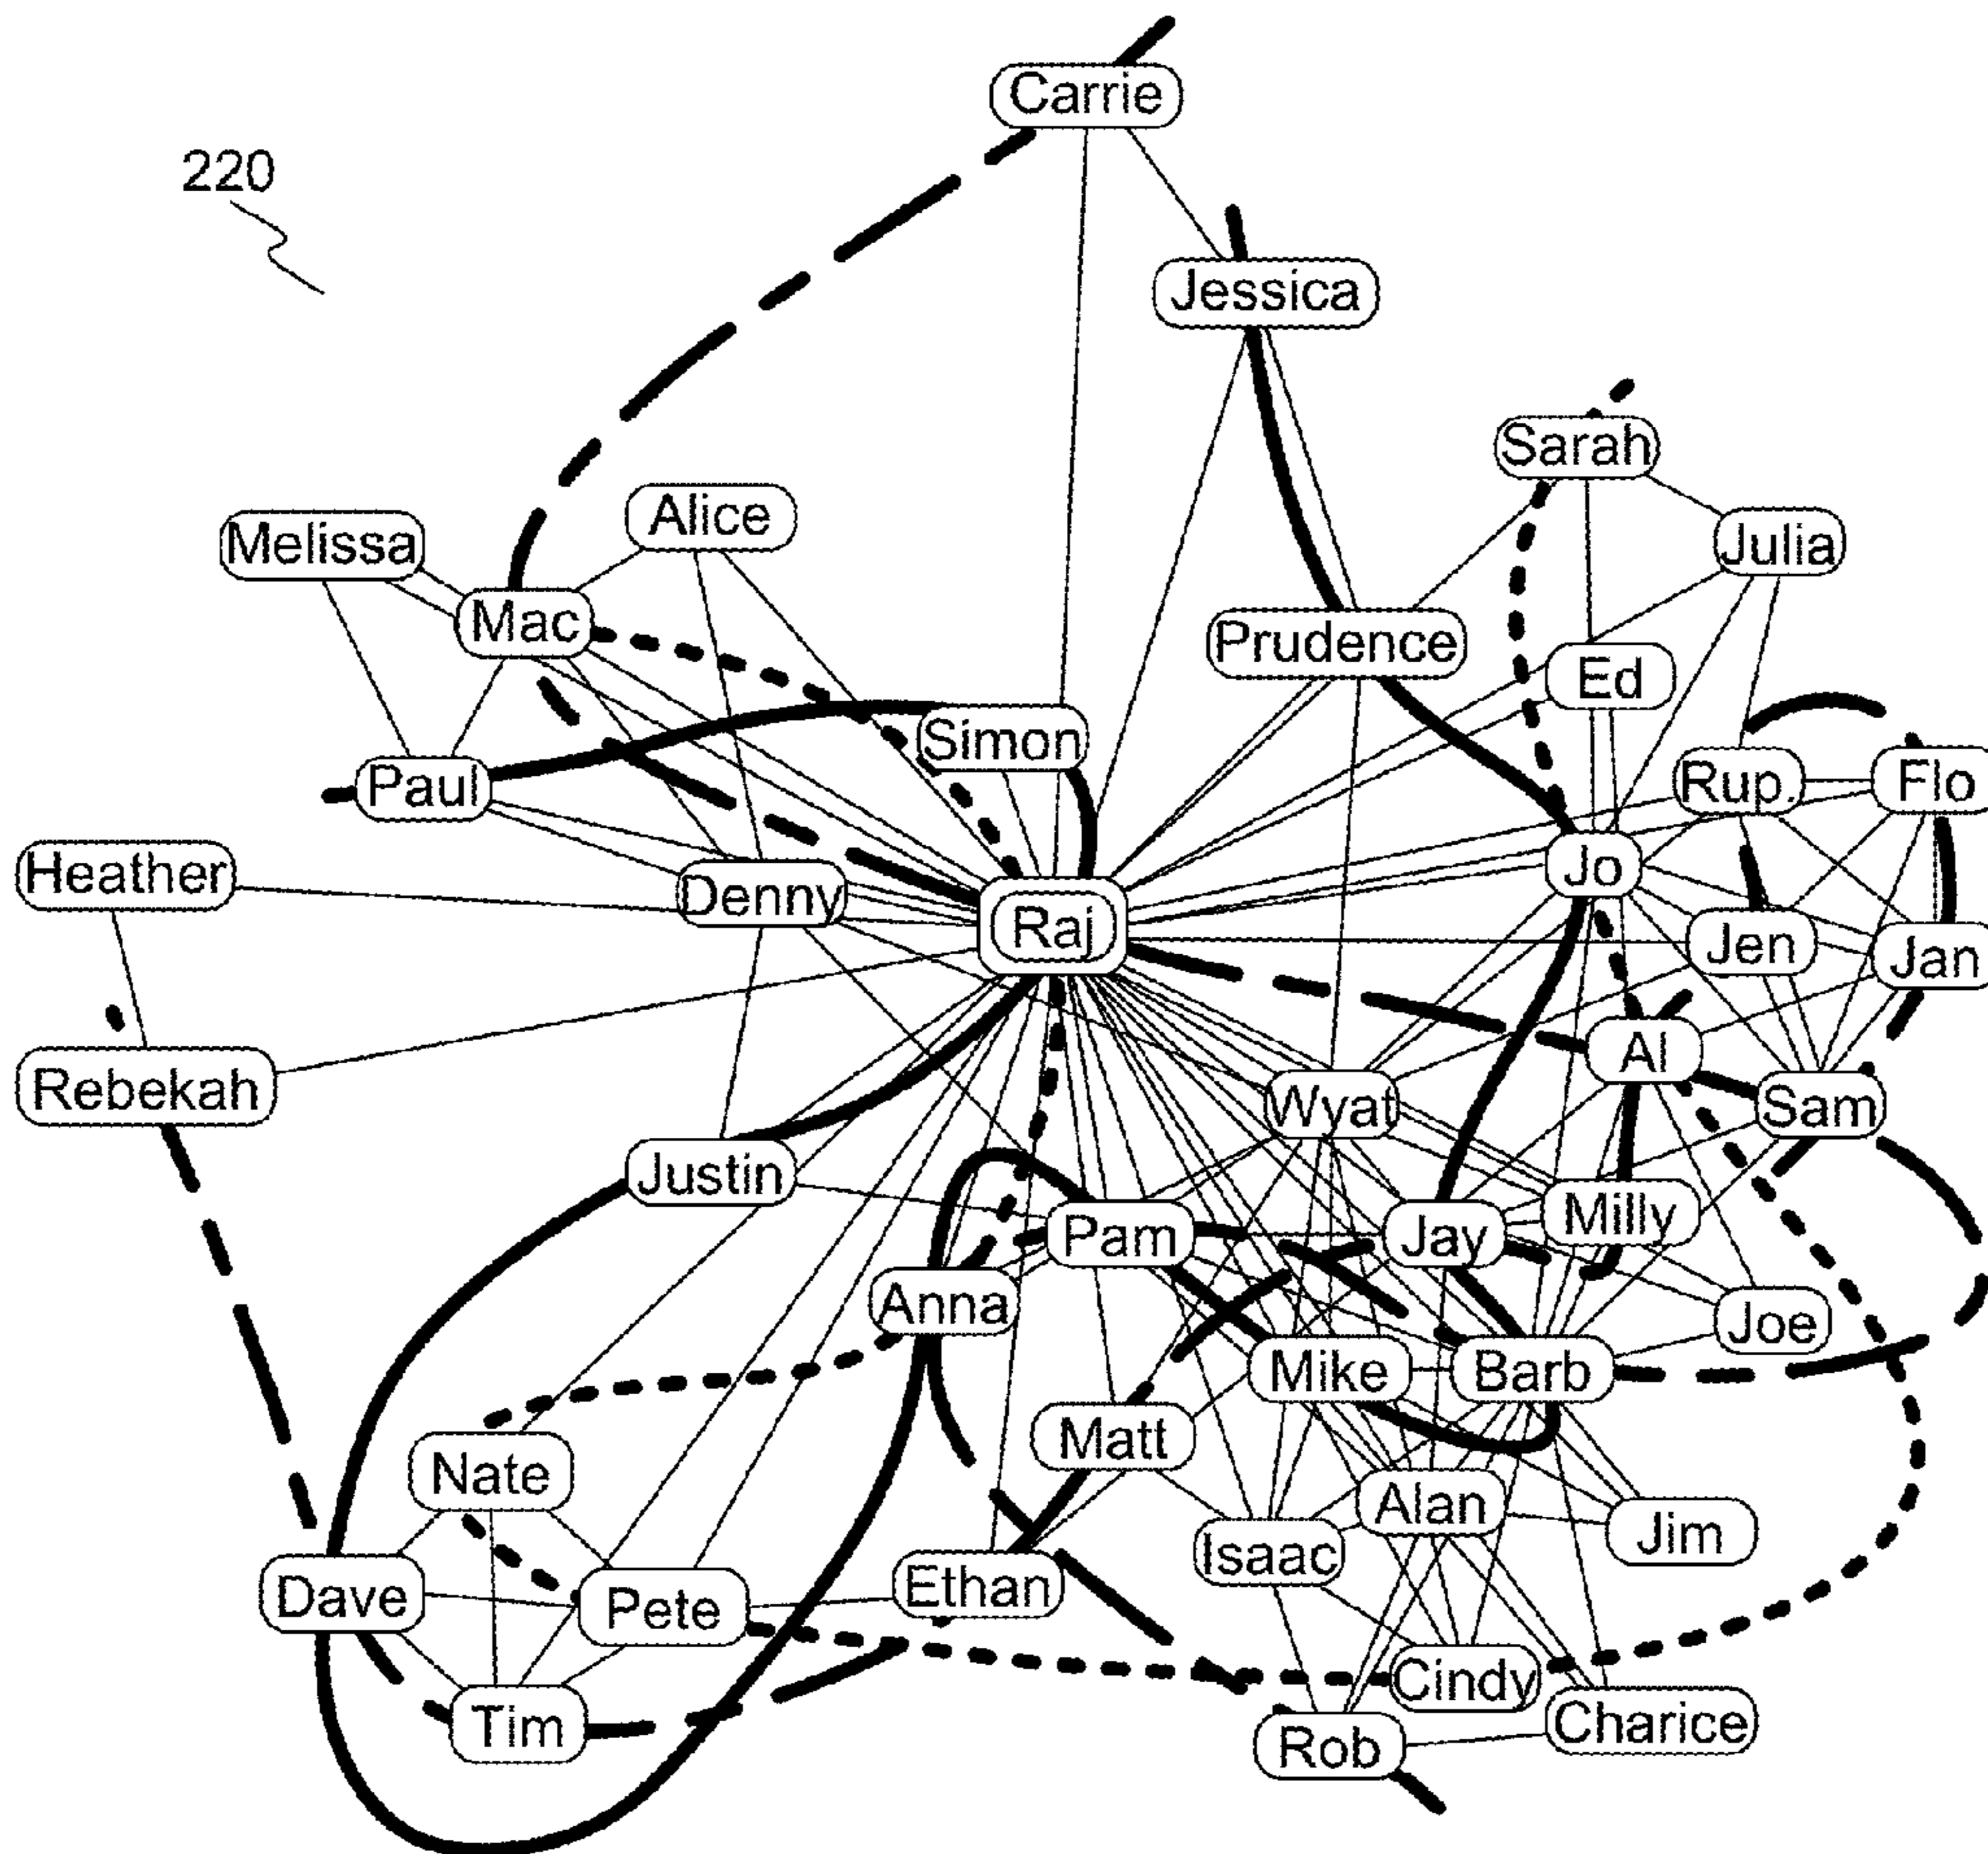 Carrie
220
Jessica
Sarah
Alice
Melissa
Julia
Mac
Prudence
Ed
Simon
Paul
Rup.
Flo
Heather
Jo
Denny
Raj
Jen
Jan
Al
Rebekah
Wyat
Sam
Justin
Milly
Pam
Jay
Anna
Joe
Mike
Barb
Matt
Nate
Alan
Jim
Isaac
Ethan
Dave
Pete
Cindy
Charice
Tim
Rob